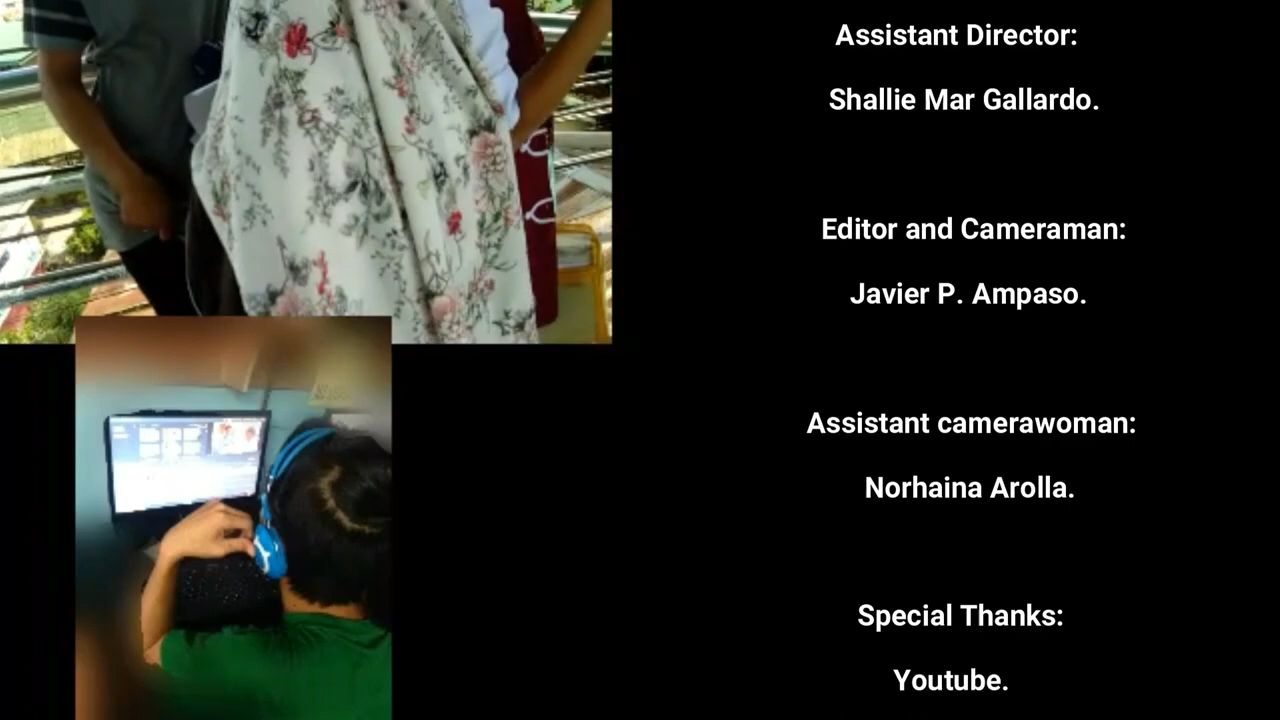 Assistant Director:
Shallie Mar Gallardo.
Editor and Cameraman:
Javier P. Ampaso.
Assistant camerawoman:
Norhaina Arolla.
Special Thanks:
Youtube.